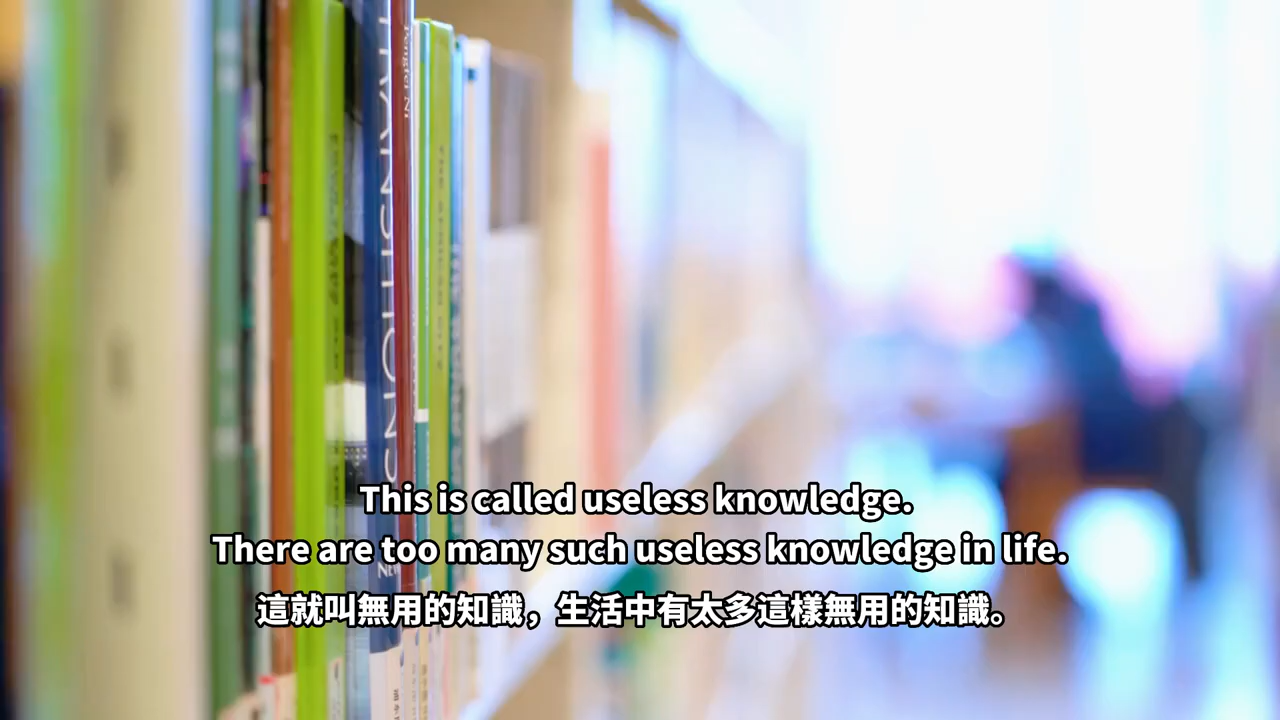 This is called useless knowledge.
There are too many such useless knowledge in life.
這就叫無用的知識，生活中有太多這樣無用的知識。